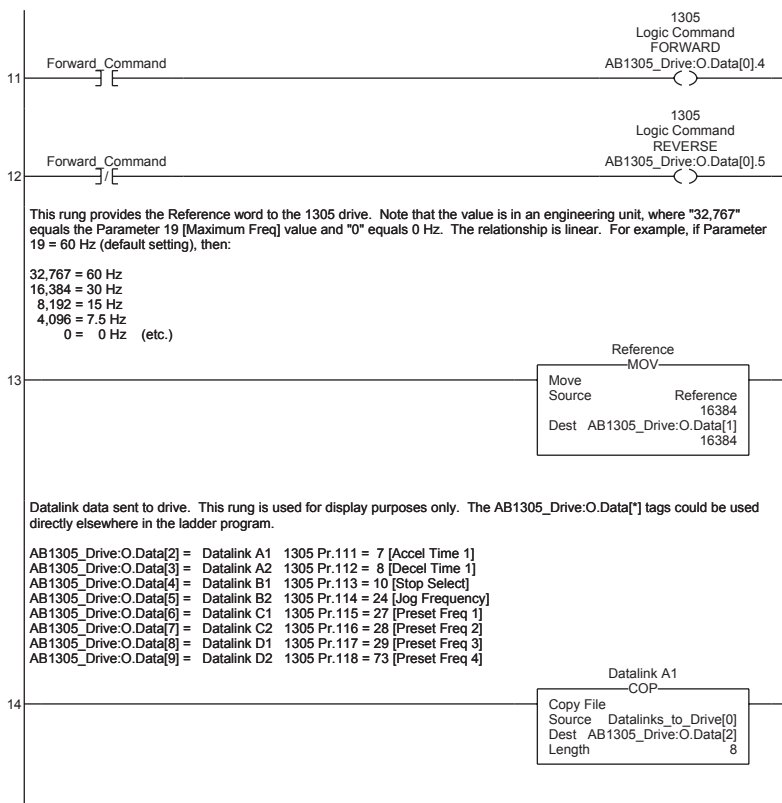 1305
Logic Command
FORWARD
Forward_Command AB1305_Drive:O.Data[0].4
11
1305
Logic Command
REVERSE
Forward_Command AB1305_Drive:O.Data[0].5
12
This rung provides the Reference word to the 1305 drive. Note that the value is in an engineering unit, where "32,767"
equals the Parameter 19 [Maximum Freq] value and "0" equals 0 Hz. The relationship is linear. For example, if Parameter
19 = 60 Hz (default setting), then:
32,767 = 60 Hz
16,384 = 30 Hz
8,192 = 15 Hz
4,096 = 7.5 Hz
0 = 0 Hz (etc.)
Reference
MOV
13
Move
Source Reference
16384
Dest AB1305_Drive:O.Data[1]
16384
Datalink data sent to drive. This rung is used for display purposes only. The AB1305_Drive:O.Data[*] tags could be used
directly elsewhere in the ladder program.
AB1305_Drive:O.Data[2] = Datalink A1 1305 Pr.111 = 7 [Accel Time 1]
AB1305_Drive:O.Data[3] = Datalink A2 1305 Pr.112 = 8 [Decel Time 1]
AB1305_Drive:O.Data[4] = Datalink B1 1305 Pr.113 = 10 [Stop Select]
AB1305_Drive:O.Data[5] = Datalink B2 1305 Pr.114 = 24 [Jog Frequency]
AB1305_Drive:O.Data[6] = Datalink C1 1305 Pr.115 = 27 [Preset Freq 1]
AB1305_Drive:O.Data[7] = Datalink C2 1305 Pr.116 = 28 [Preset Freq 2]
AB1305_Drive:O.Data[8] = Datalink D1 1305 Pr.117 = 29 [Preset Freq 3]
AB1305_Drive:O.Data[9] = Datalink D2 1305 Pr.118 = 73 [Preset Freq 4]
Datalink A1
COP
14
Copy File
Source Datalinks_to_Drive[0]
Dest AB1305_Drive:O.Data[2]
Length 8